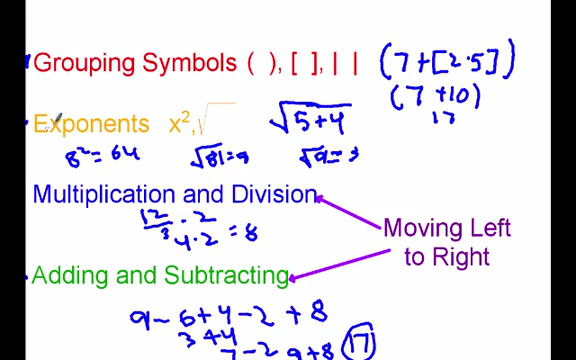 Grouping Symbols ( ), [ ], | | (7 + [2·5])
(7 + 10)
17
Exponents x², √ √5+4
8² = 64 √81 = 9 √9 = 3
Multiplication and Division
12/3 · 2
4 · 2 = 8
Moving Left
to Right
Adding and Subtracting
9 - 6 + 4 - 2 + 8
3 + 4
7 - 2 9 + 8 17